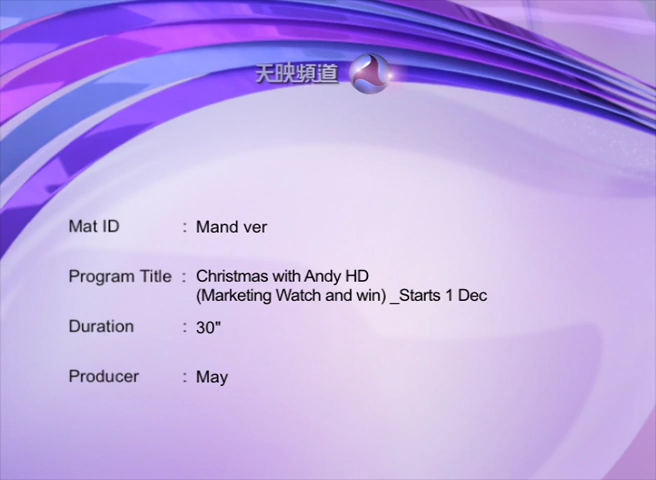 天映頻道
Mat ID : Mand ver
Program Title : Christmas with Andy HD
(Marketing Watch and win) _Starts 1 Dec
Duration : 30"
Producer : May